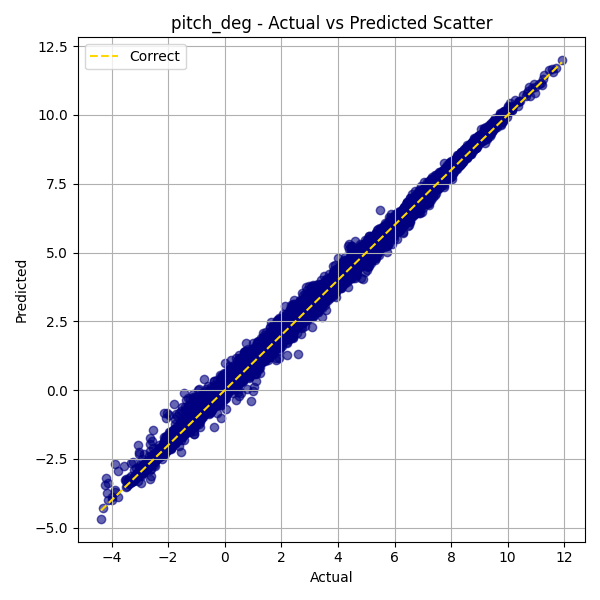 pitch_deg - Actual vs Predicted Scatter
Correct
12.5
10.0
7.5
5.0
2.5
0.0
−2.5
−5.0
Predicted
−4 −2 0 2 4 6 8 10 12
Actual